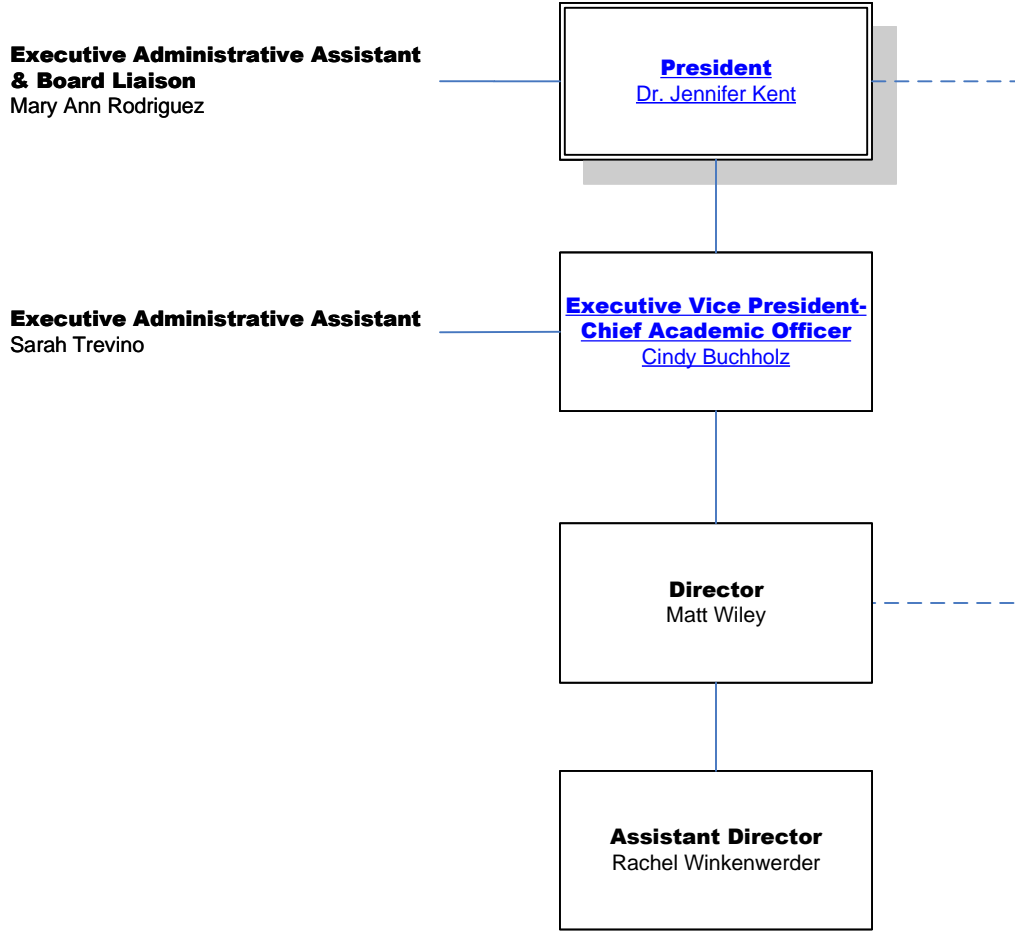 Executive Administrative Assistant
& Board Liaison
Mary Ann Rodriguez
President
Dr. Jennifer Kent
Executive Administrative Assistant
Sarah Trevino
Executive Vice President-
Chief Academic Officer
Cindy Buchholz
Director
Matt Wiley
Assistant Director
Rachel Winkenwerder